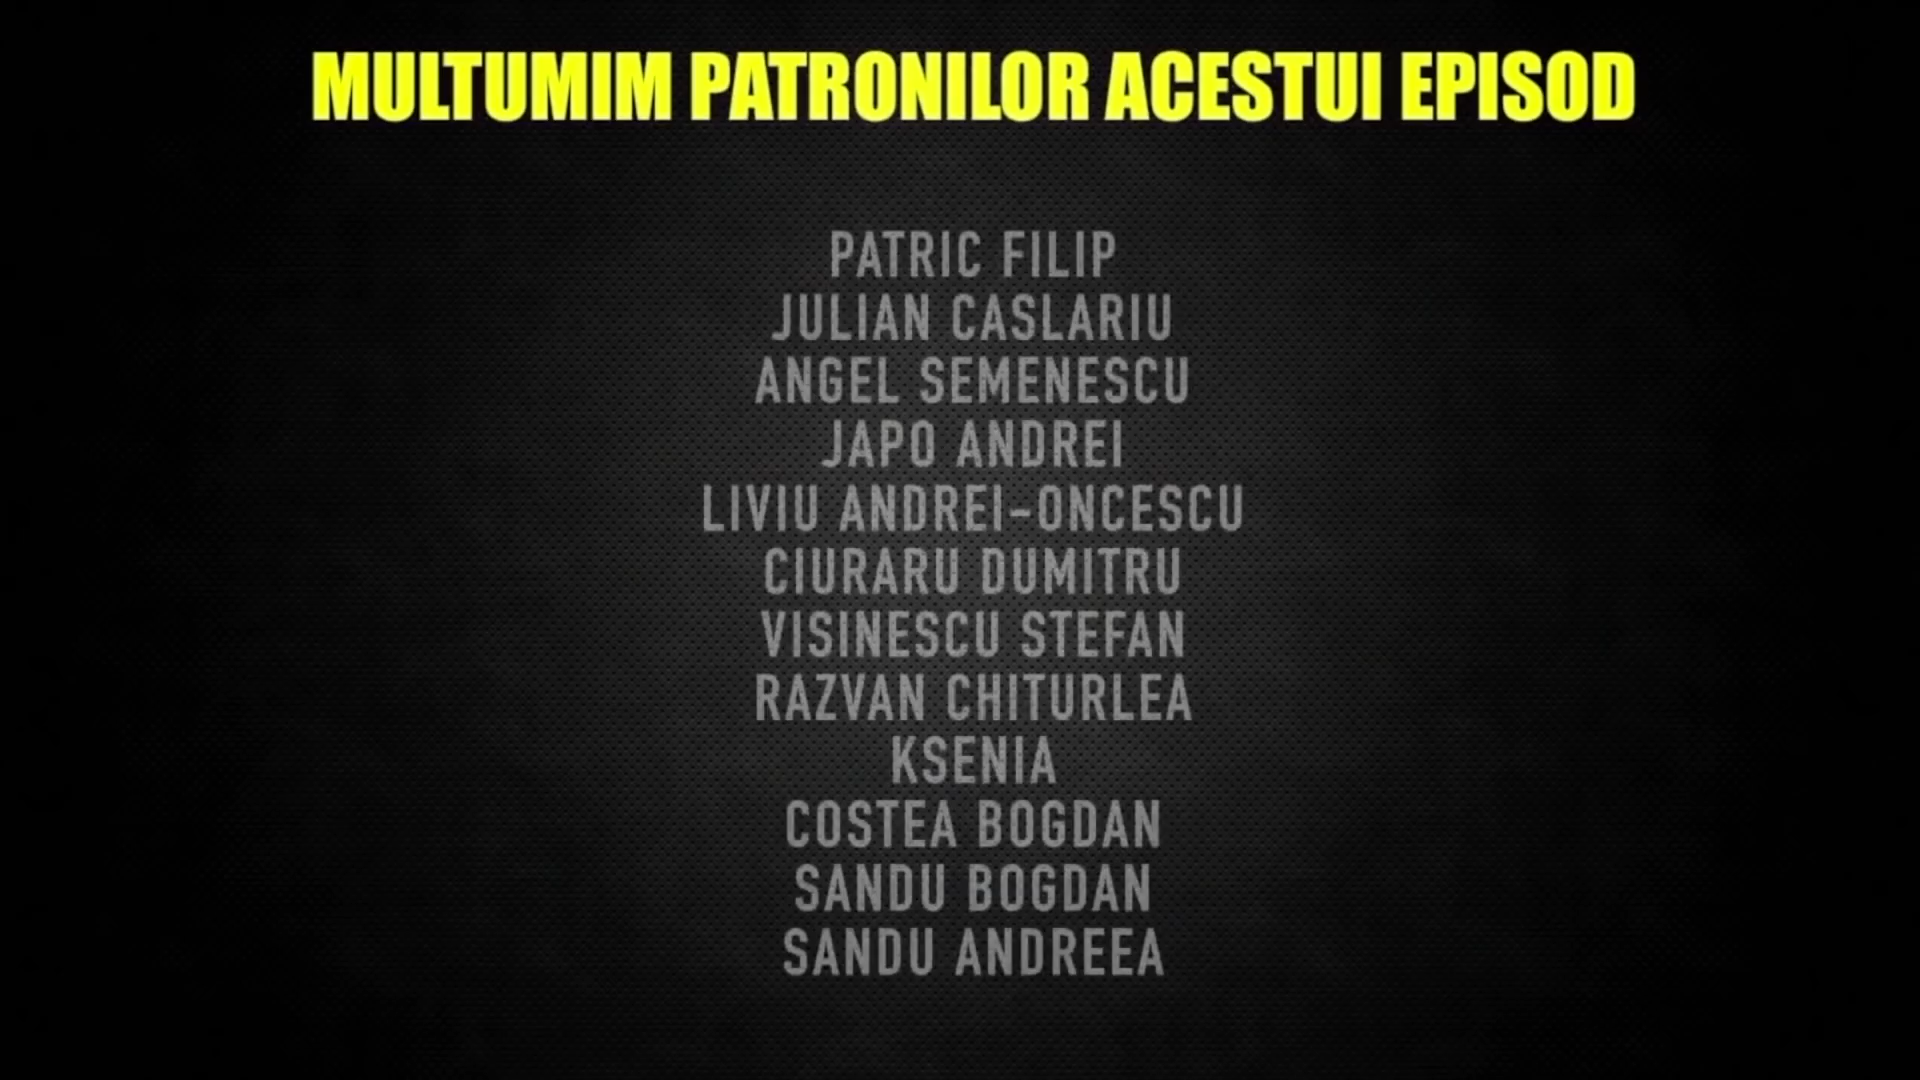 MULTUMIM PATRONILOR ACESTUI EPISOD
PATRIC FILIP
JULIAN CASLARIU
ANGEL SEMENESCU
JAPO ANDREI
LIVIU ANDREI-ONCESCU
CIURARU DUMITRU
VISINESCU STEFAN
RAZVAN CHITURLEA
KSENIA
COSTEA BOGDAN
SANDU BOGDAN
SANDU ANDREEA